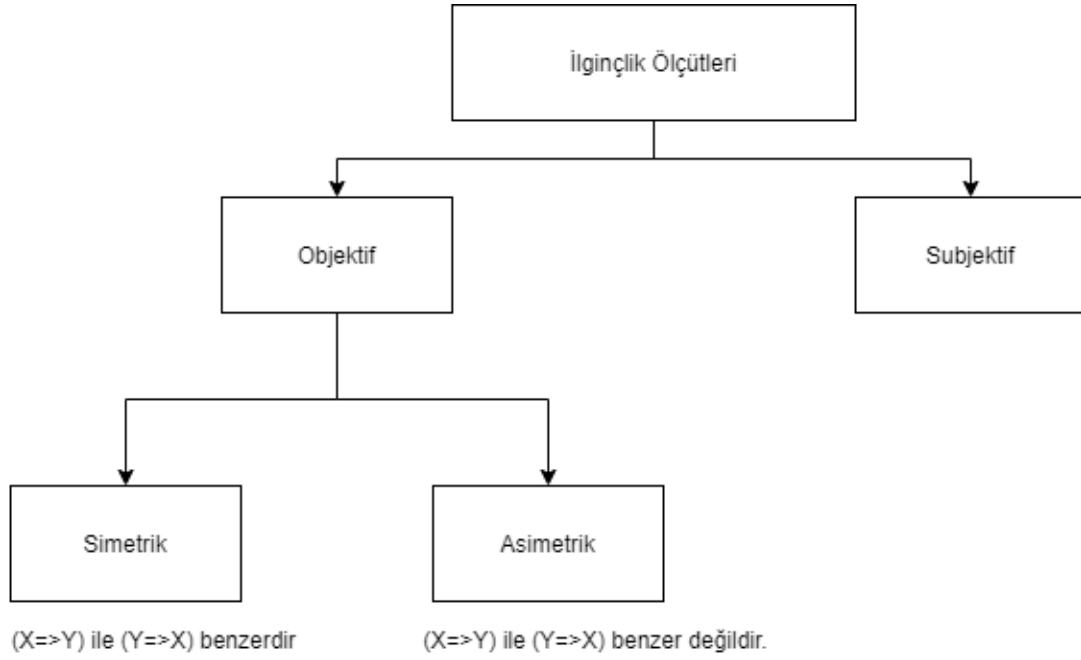 İlginçlik Ölçütleri
Objektif
Subjektif
Simetrik
Asimetrik
(X=>Y) ile (Y=>X) benzerdir
(X=>Y) ile (Y=>X) benzer değildir.